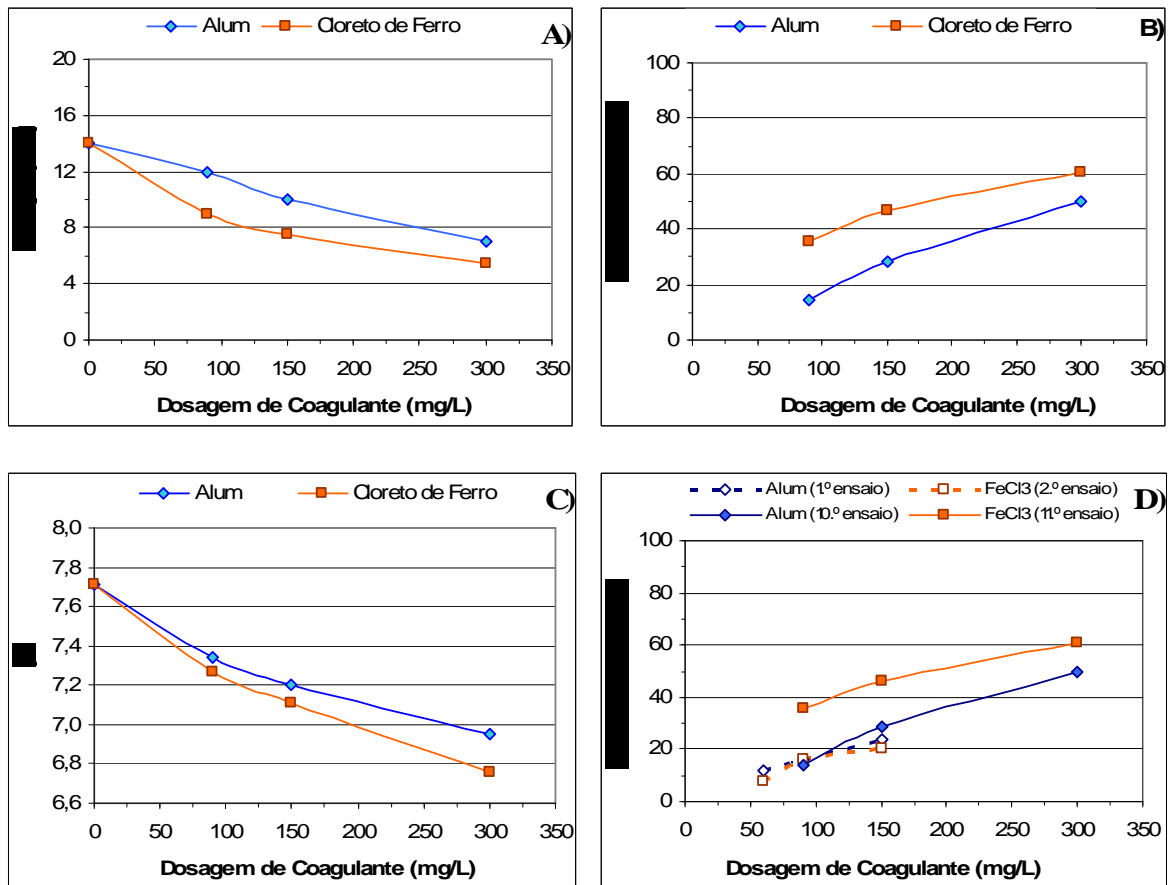 Alum Cloreto de Ferro A)
20
16
12
8
4
0
0 50 100 150 200 250 300 350
Dosagem de Coagulante (mg/L)
Alum Cloreto de Ferro B)
100
80
60
40
20
0
0 50 100 150 200 250 300 350
Dosagem de Coagulante (mg/L)
Alum Cloreto de Ferro C)
8,0
7,8
7,6
7,4
7,2
7,0
6,8
6,6
0 50 100 150 200 250 300 350
Dosagem de Coagulante (mg/L)
Alum (1.º ensaio) FeCl3 (2.º ensaio) D)
Alum (10.º ensaio) FeCl3 (11.º ensaio)
100
80
60
40
20
0
0 50 100 150 200 250 300 350
Dosagem de Coagulante (mg/L)